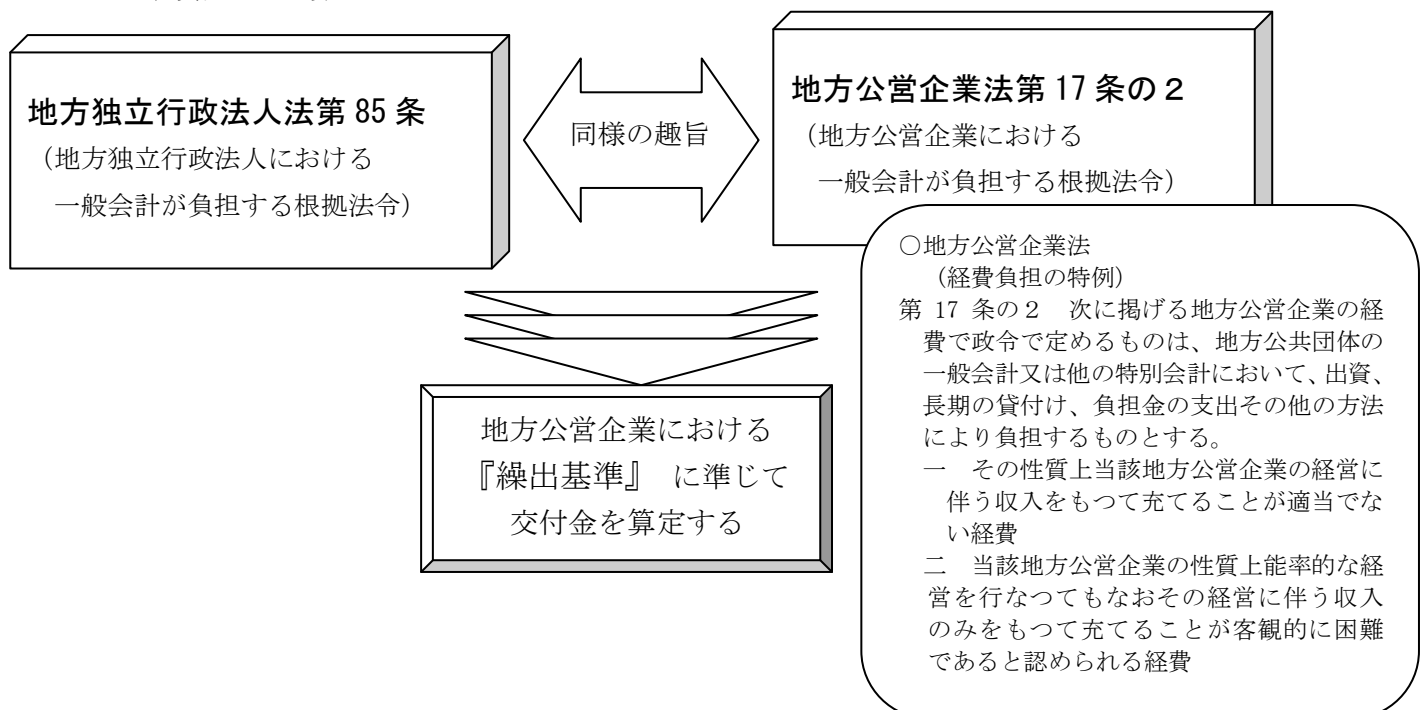 地方独立行政法人法第 85 条
（地方独立行政法人における
一般会計が負担する根拠法令）
同様の趣旨
地方公営企業法第 17 条の２
（地方公営企業における
一般会計が負担する根拠法令）
○地方公営企業法
（経費負担の特例）
第 17 条の２　次に掲げる地方公営企業の経
費で政令で定めるものは、地方公共団体の
一般会計又は他の特別会計において、出資、
長期の貸付け、負担金の支出その他の方法
により負担するものとする。
一　その性質上当該地方公営企業の経営に
伴う収入をもつて充てることが適当でな
い経費
二　当該地方公営企業の性質上能率的な経
営を行なつてもなおその経営に伴う収入
のみをもつて充てることが客観的に困難
であると認められる経費
地方公営企業における
『繰出基準』 に準じて
交付金を算定する